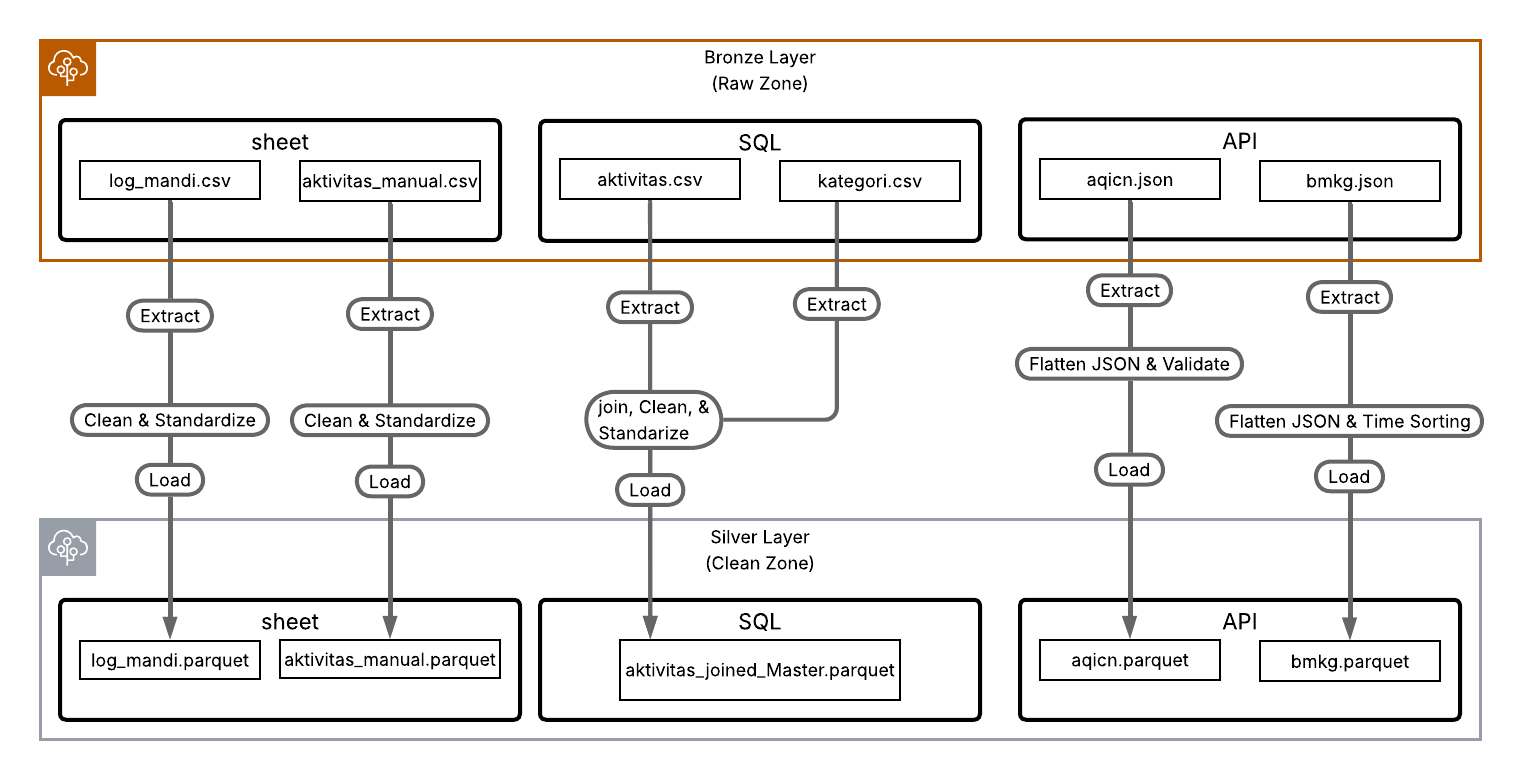 Bronze Layer
(Raw Zone)
sheet
log_mandi.csv
aktivitas_manual.csv
SQL
aktivitas.csv
kategori.csv
API
aqicn.json
bmkg.json
Extract
Extract
Extract
Extract
Extract
Extract
Clean & Standardize
Clean & Standardize
join, Clean, &
Standarize
Flatten JSON & Validate
Flatten JSON & Time Sorting
Load
Load
Load
Load
Load
Silver Layer
(Clean Zone)
sheet
log_mandi.parquet
aktivitas_manual.parquet
SQL
aktivitas_joined_Master.parquet
API
aqicn.parquet
bmkg.parquet